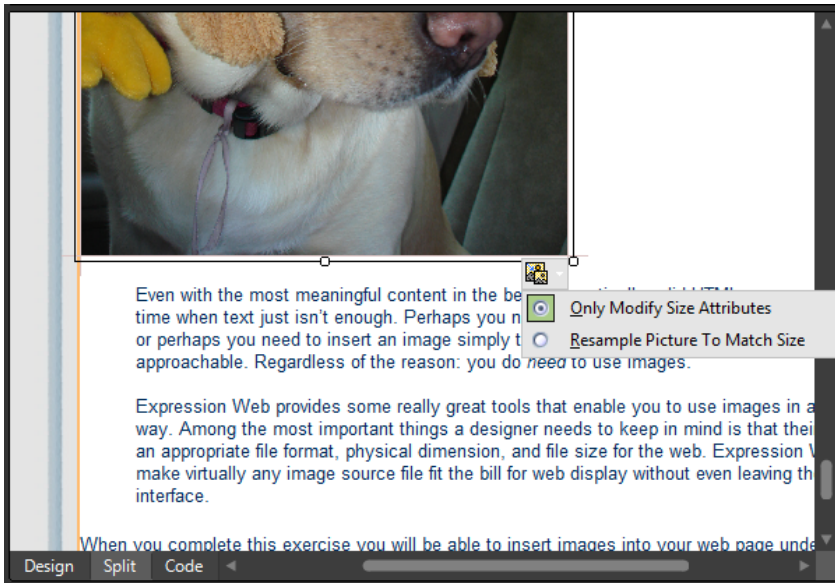 Even with the most meaningful content in the be
time when text just isn't enough. Perhaps you n
or perhaps you need to insert an image simply t
approachable. Regardless of the reason: you do need to use images.
Only Modify Size Attributes
Resample Picture To Match Size
Expression Web provides some really great tools that enable you to use images in a
way. Among the most important things a designer needs to keep in mind is that thei
an appropriate file format, physical dimension, and file size for the web. Expression
make virtually any image source file fit the bill for web display without even leaving th
interface.
When you complete this exercise you will be able to insert images into your web page unde
Design Split Code